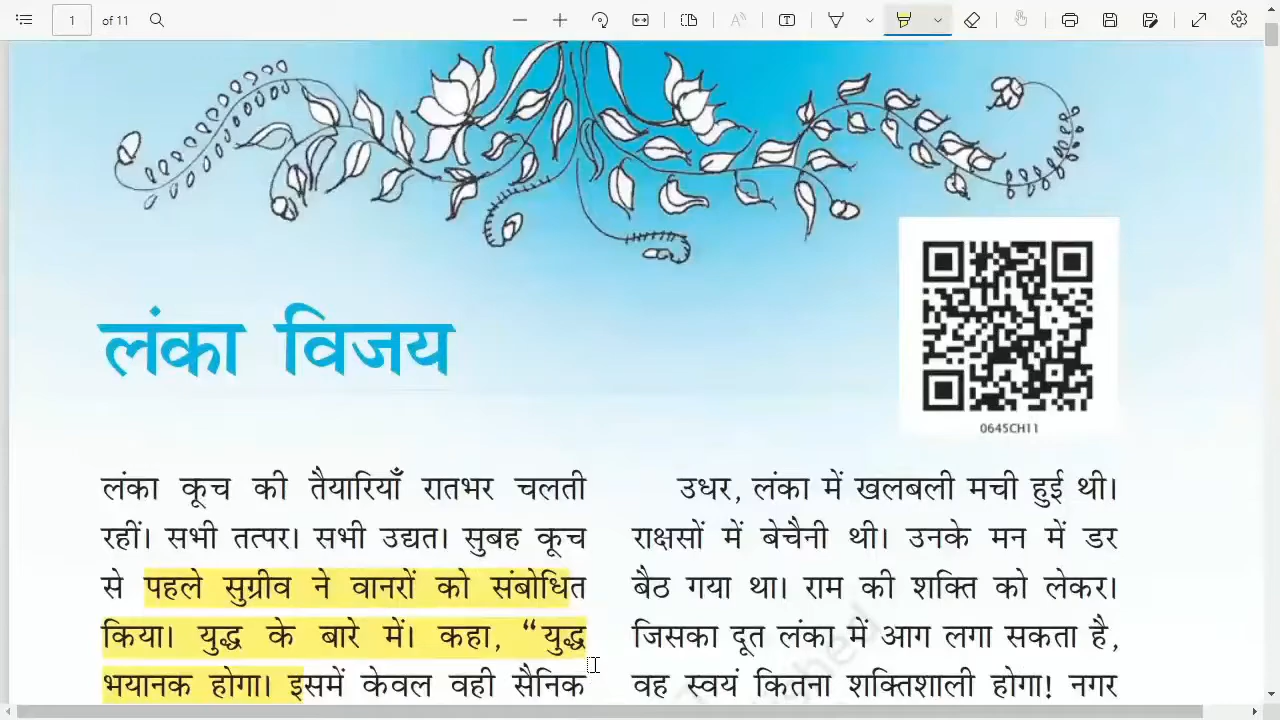 1 of 11
लंका विजय
0645CH11
लंका कूच की तैयारियाँ रातभर चलती
रहीं। सभी तत्पर। सभी उद्यत। सुबह कूच
से पहले सुग्रीव ने वानरों को संबोधित
किया। युद्ध के बारे में। कहा, “युद्ध
भयानक होगा। इसमें केवल वही सैनिक
उधर, लंका में खलबली मची हुई थी।
राक्षसों में बेचैनी थी। उनके मन में डर
बैठ गया था। राम की शक्ति को लेकर।
जिसका दूत लंका में आग लगा सकता है,
वह स्वयं कितना शक्तिशाली होगा! नगर